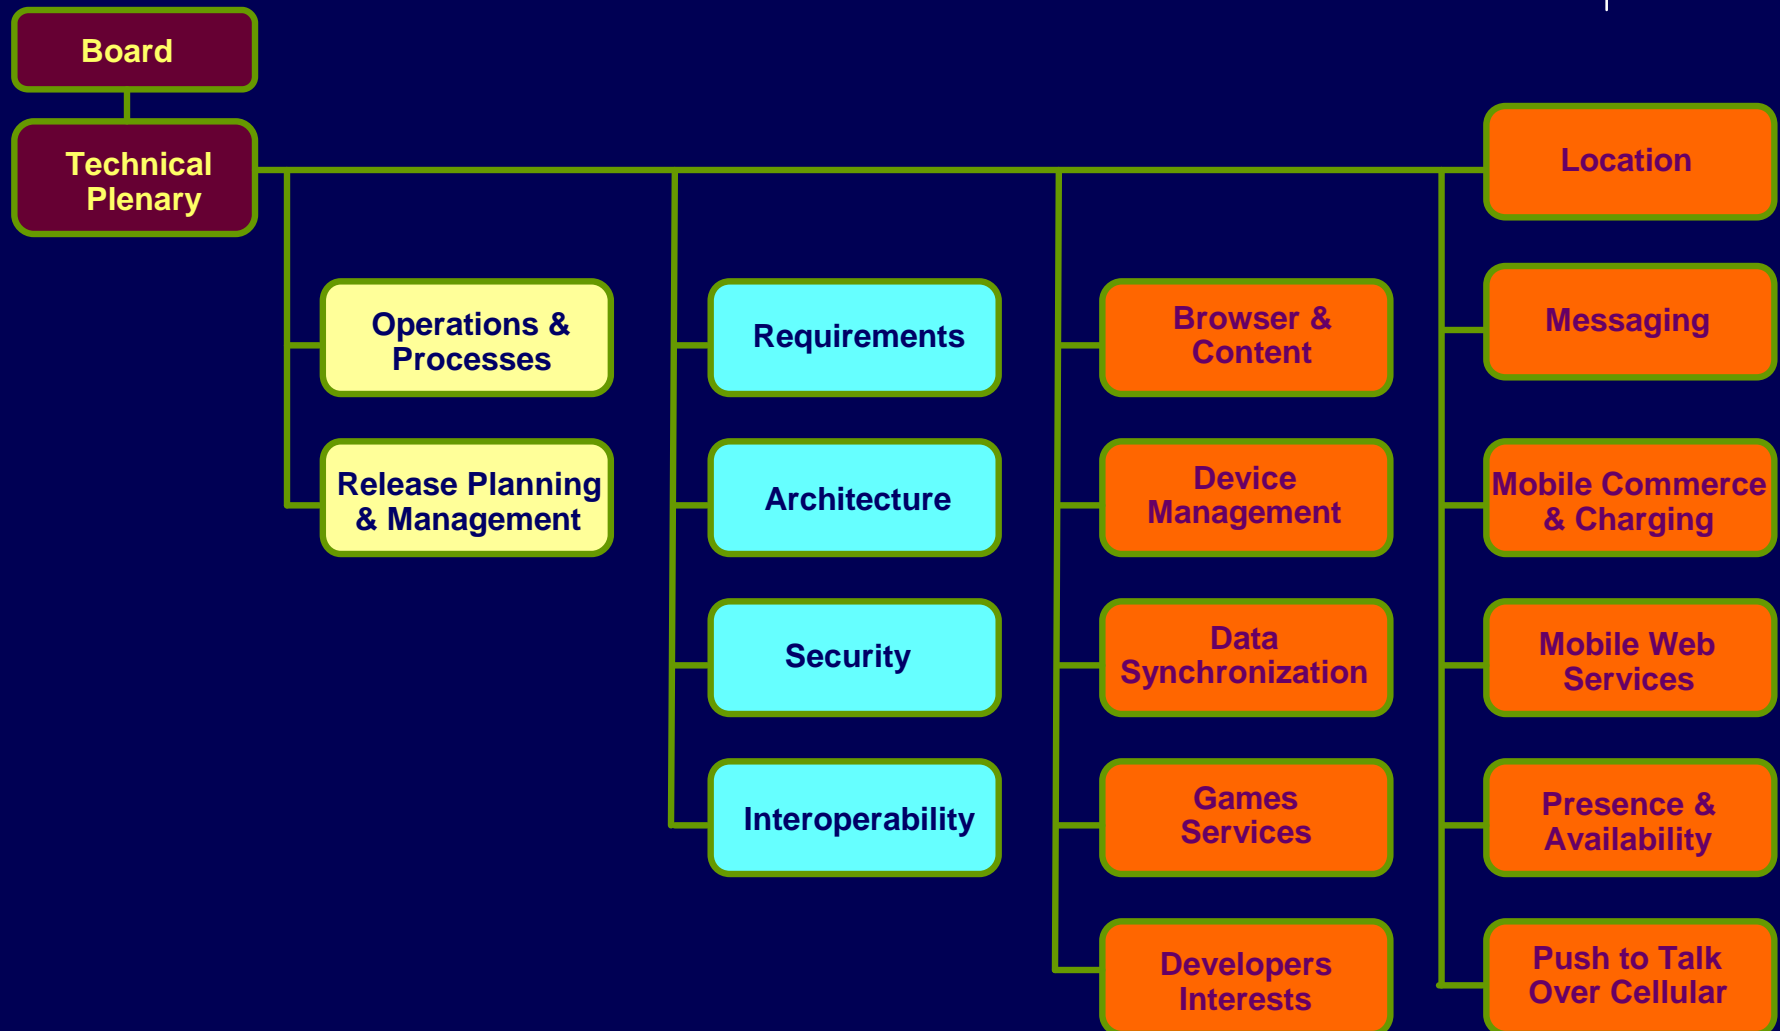 Board
Technical
Plenary
Operations &
Processes
Release Planning
& Management
Requirements
Architecture
Security
Interoperability
Browser &
Content
Device
Management
Data
Synchronization
Games
Services
Developers
Interests
Location
Messaging
Mobile Commerce
& Charging
Mobile Web
Services
Presence &
Availability
Push to Talk
Over Cellular